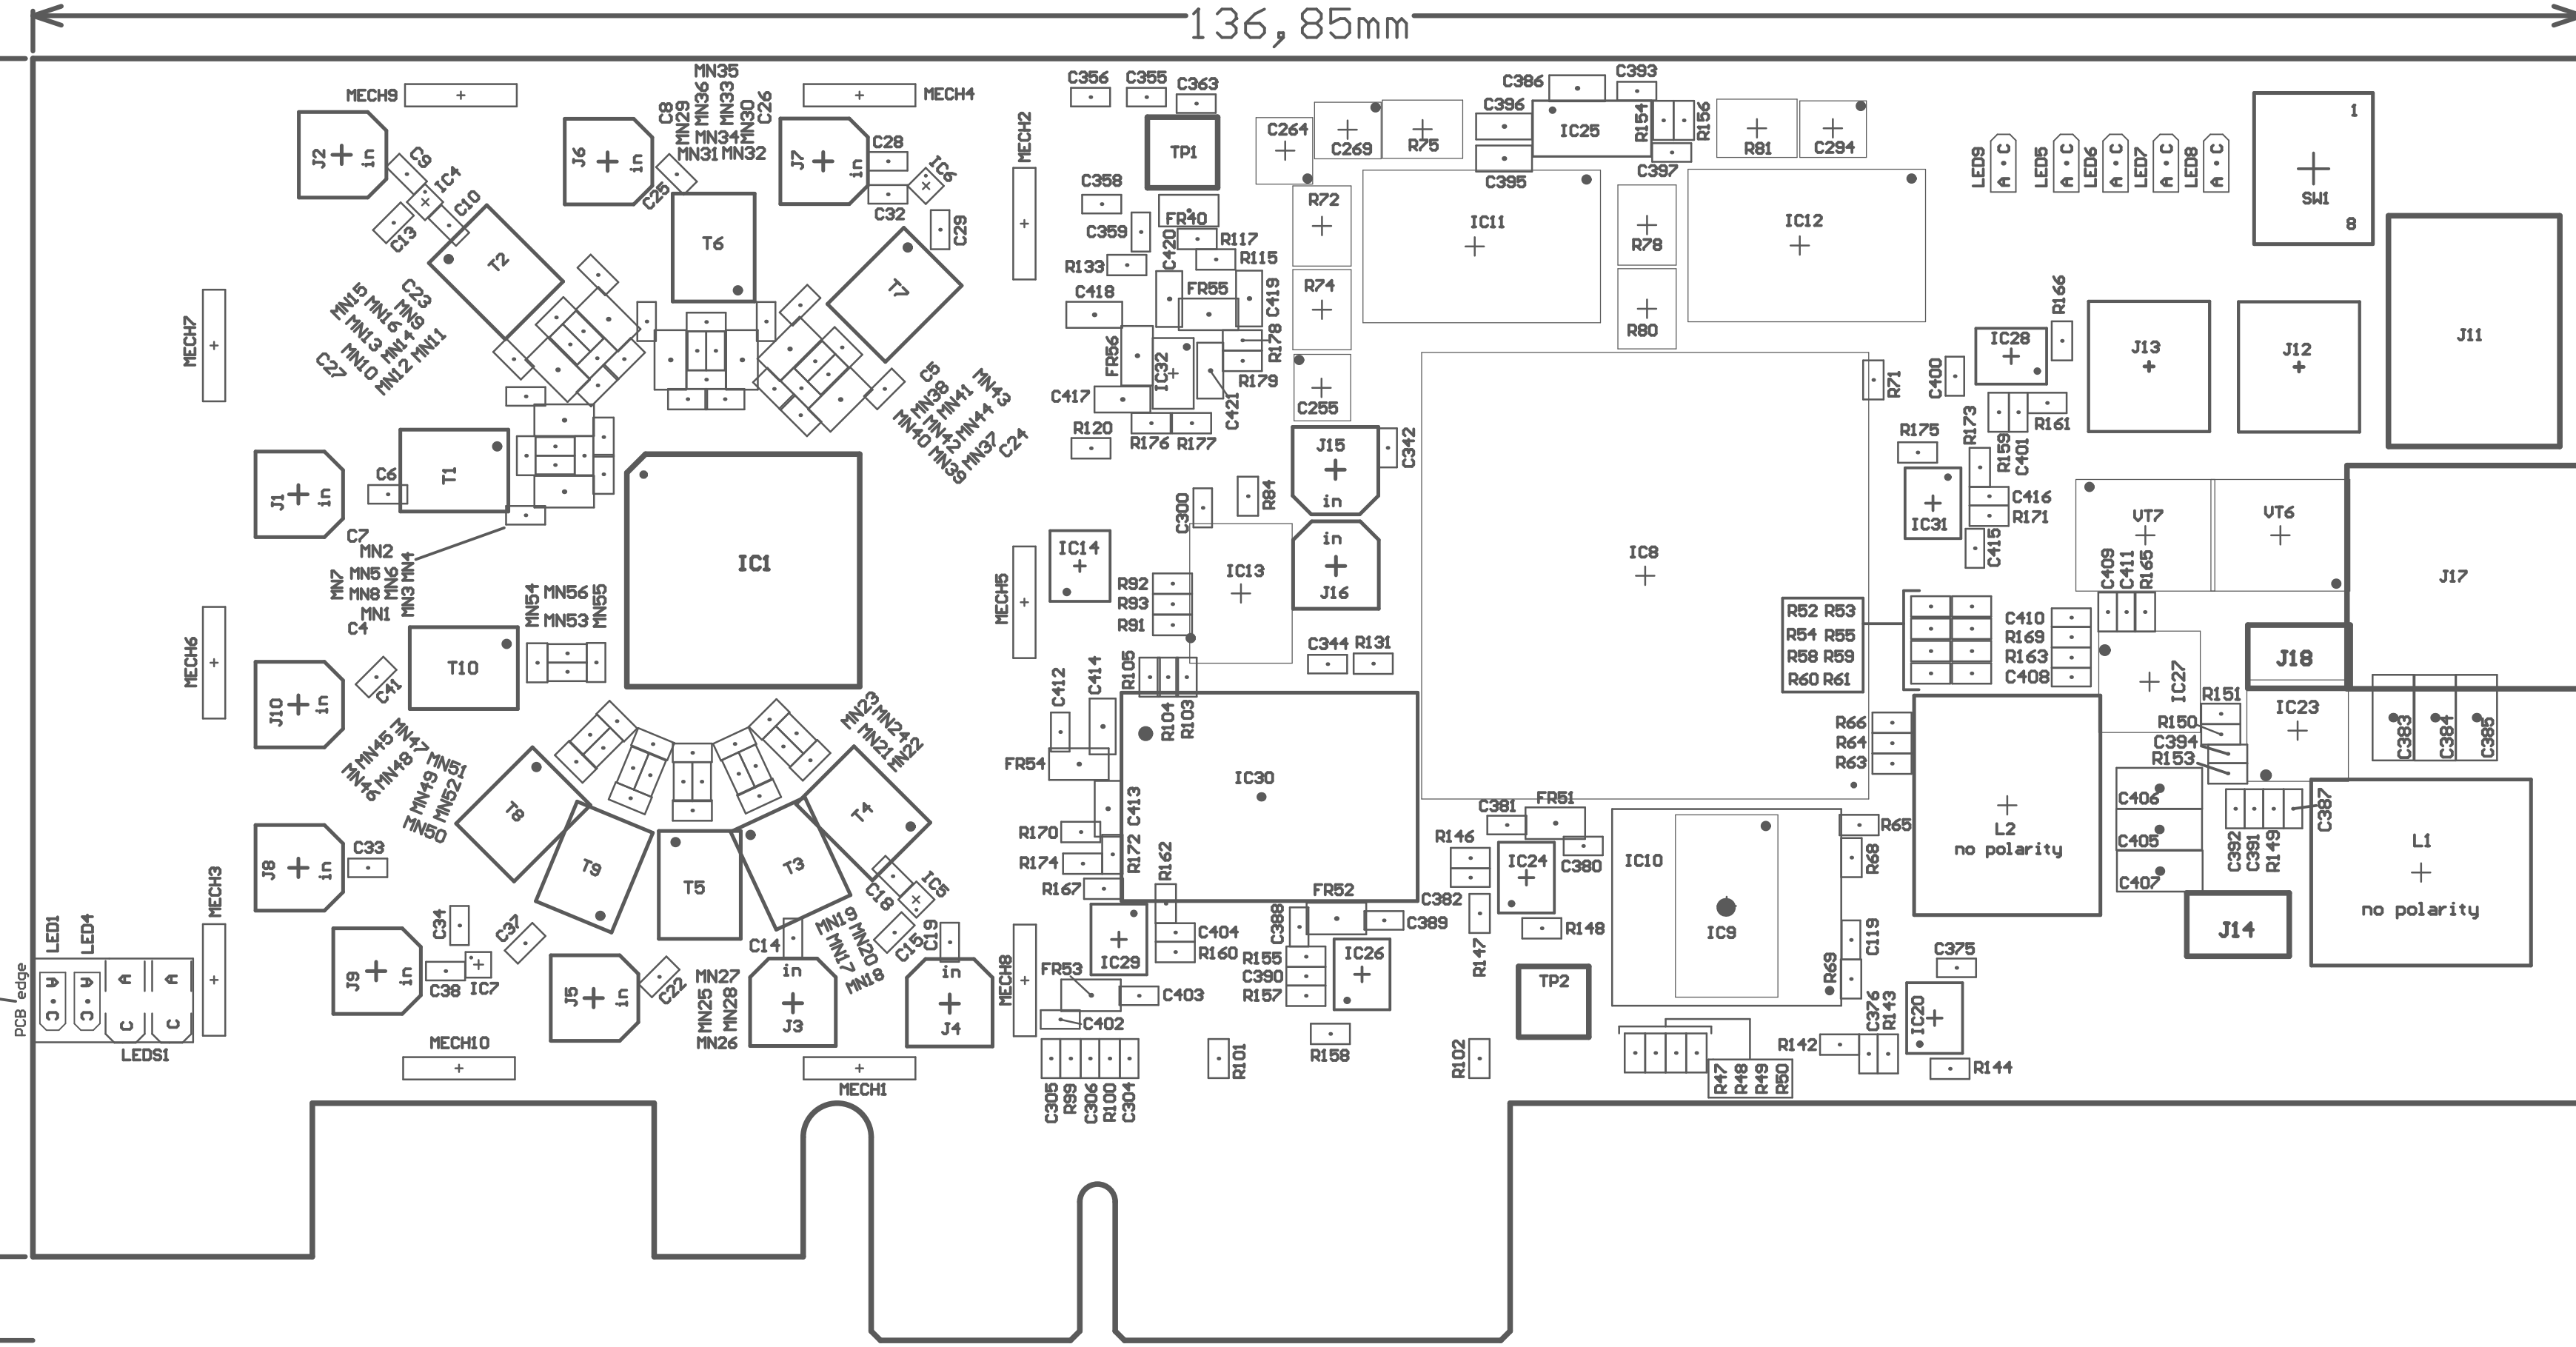 136,85mm
MECH9
MN35
C8
MN29
MN36
MN33
MN30
C26
MN34
MN31 MN32
MECH4
MECH2
C356
C355
C363
C386
C393
C396
IC25
R154
R156
C264
C269
R75
R81
C294
C395
C397
LED9
A C
LED5
A C
LED6
A C
LED7
A C
LED8
A C
1
SW1
8
J2
in
C9
IC4
C10
C13
J6
in
C25
J7
in
C28
C32
IC6
C29
TP1
C358
C359
FR40
C420
R117
R115
R133
C418
FR55
C419
R72
R74
IC11
R78
R80
IC12
T2
T6
T7
MECH7
MN15
MN16
C23
MN9
MN13
MN14
MN11
C27
MN10
MN12
FR56
IC32
R178
R179
C417
C421
C255
R120
R176
R177
R71
C400
IC28
R166
J13
J12
J11
R173
R159
C401
R161
R175
C5
MN38
MN41
MN43
MN40
MN42
MN44
MN39
MN37
C24
J1
in
C6
T1
J15
in
C342
C300
R84
IC31
C416
R171
C415
VT7
VT6
C409
C411
R165
J17
IC1
C7
MN2
MN7
MN5
MN6
MN4
MN8
MN3
MN1
C4
MN54
MN56
MN55
MN53
MECH5
IC14
R92
R93
R91
IC13
in
J16
IC8
R52 R53
R54 R55
R58 R59
R60 R61
C410
R169
R163
C408
IC27
J18
MECH6
T10
J10
in
C41
C344
R131
R105
C412
C414
R104
R103
R151
R150
C394
R153
IC23
C383
C384
C385
MN45
MN47
MN46
MN48
MN51
MN49
MN52
MN50
MN23
MN24
MN21
MN22
FR54
IC30
R66
R64
R63
T8
T9
T5
T3
T4
C413
R170
R174
R172
R167
R162
C381
FR51
R146
IC24
C380
R65
R68
IC10
IC9
L2
no polarity
C406
C405
C407
C387
C392
C391
R149
L1
no polarity
J8
in
C33
MECH3
C34
C37
C38
IC7
J9
in
C14
MN19
MN20
MN17
MN18
C18
IC5
C15
C19
FR52
C382
C388
C389
IC29
C404
R160
R155
C390
R157
IC26
R147
R148
C119
R69
C375
J14
LED1
LED4
A C
A C
A
C
A
C
LEDS1
PCB edge
J5
in
C22
MN27
MN25
MN28
MN26
in
J3
in
J4
MECH8
FR53
C403
C402
TP2
R158
R101
R102
C376
R143
IC20
R142
R144
R47
R48
R49
R50
MECH10
MECH1
C305
R99
C306
R100
C304